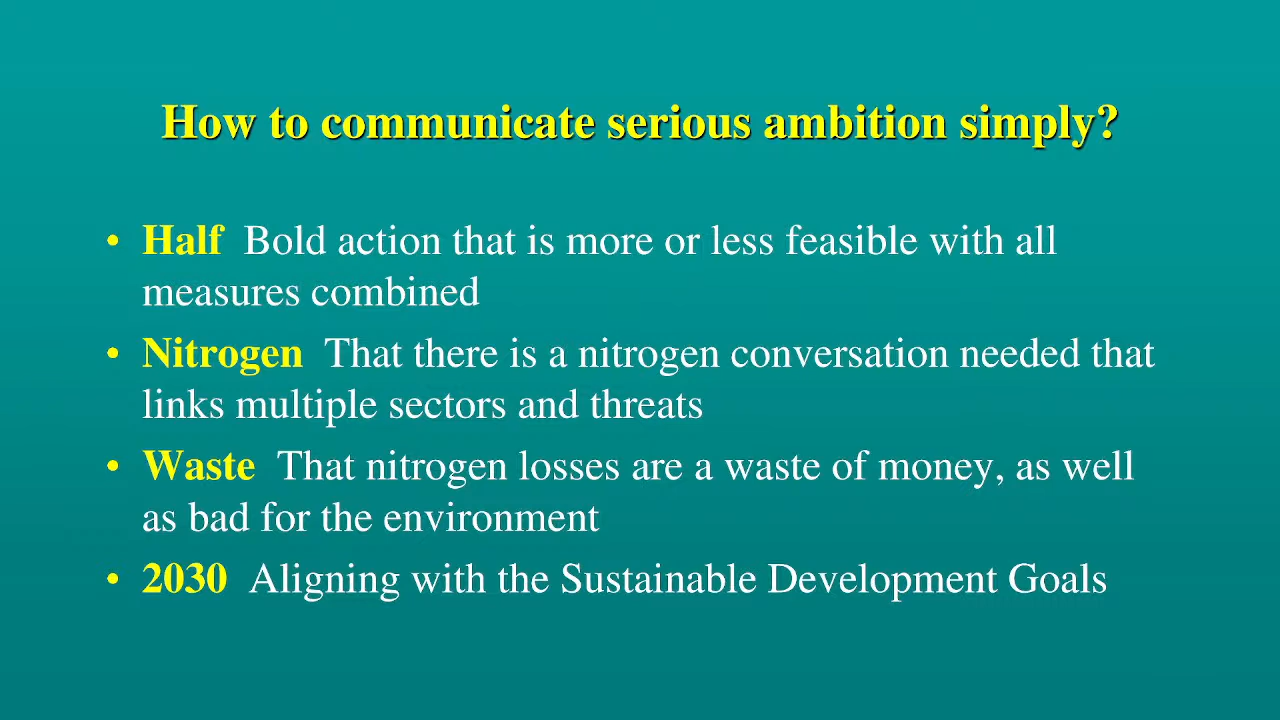 How to communicate serious ambition simply?
• Half Bold action that is more or less feasible with all
measures combined
• Nitrogen That there is a nitrogen conversation needed that
links multiple sectors and threats
• Waste That nitrogen losses are a waste of money, as well
as bad for the environment
• 2030 Aligning with the Sustainable Development Goals